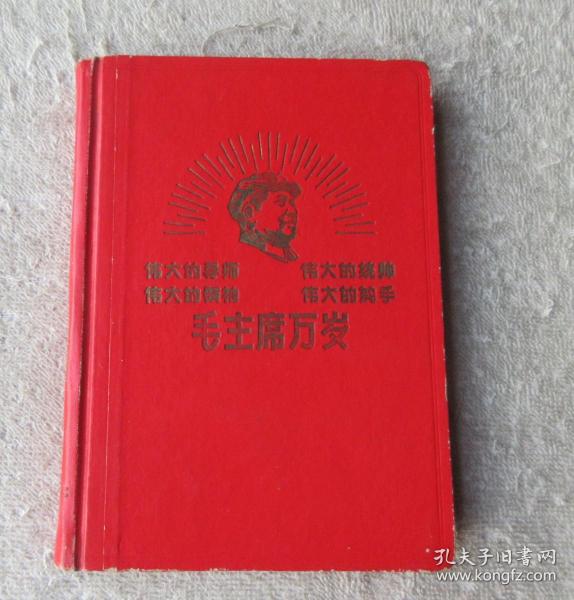 伟大的导师 伟大的统帅
伟大的领袖 伟大的舵手
毛主席万岁
孔夫子旧書网
www.kongfz.com